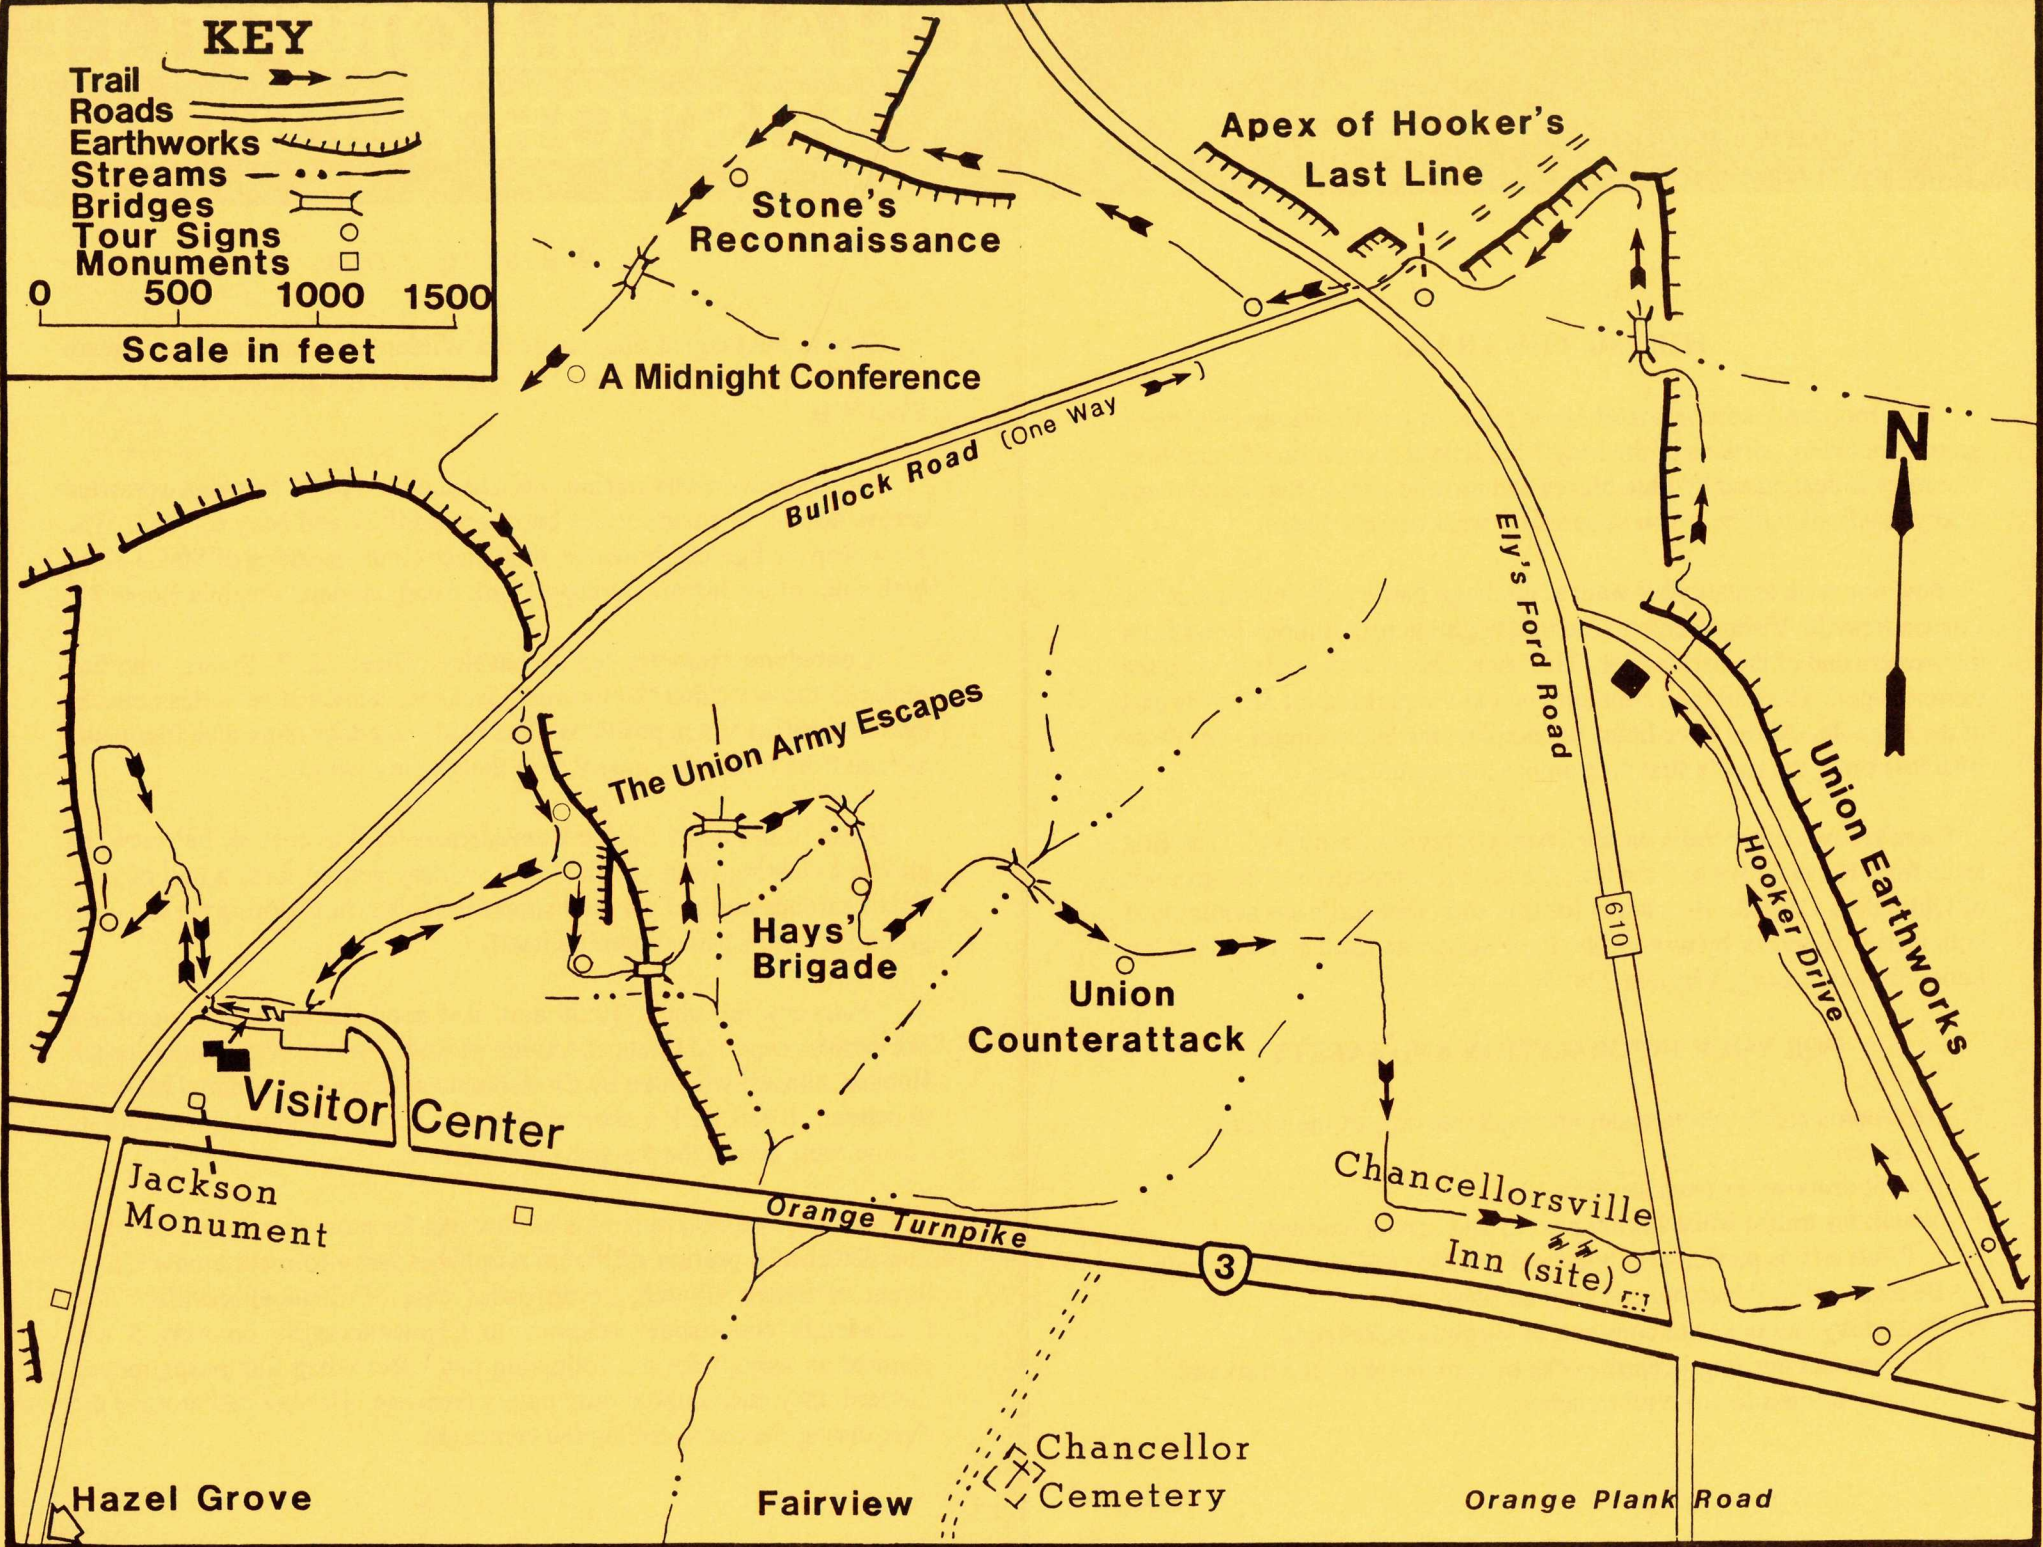 KEY
Trail
Roads
Earthworks
Streams
Bridges
Tour Signs
Monuments
0 500 1000 1500
Scale in feet
Apex of Hooker's
Last Line
Stone's
Reconnaissance
A Midnight Conference
Bullock Road (One Way)
N
Ely's Ford Road
The Union Army Escapes
Union Earthworks
Hooker Drive
610
Hays'
Brigade
Union
Counterattack
Visitor Center
Jackson
Monument
Chancellorsville
Inn (site)
Orange Turnpike
3
Chancellor
Cemetery
Hazel Grove
Fairview
Orange Plank Road